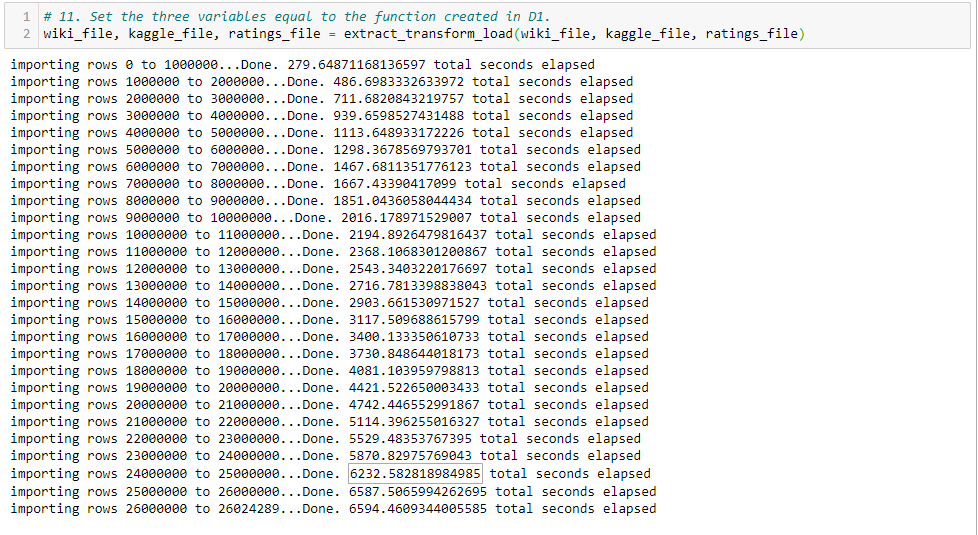 1 # 11. Set the three variables equal to the function created in D1.
2 wiki_file, kaggle_file, ratings_file = extract_transform_load(wiki_file, kaggle_file, ratings_file)
importing rows 0 to 1000000...Done. 279.64871168136597 total seconds elapsed
importing rows 1000000 to 2000000...Done. 486.6983332633972 total seconds elapsed
importing rows 2000000 to 3000000...Done. 711.6820843219757 total seconds elapsed
importing rows 3000000 to 4000000...Done. 939.6598527431488 total seconds elapsed
importing rows 4000000 to 5000000...Done. 1113.648933172226 total seconds elapsed
importing rows 5000000 to 6000000...Done. 1298.3678569793701 total seconds elapsed
importing rows 6000000 to 7000000...Done. 1467.6811351776123 total seconds elapsed
importing rows 7000000 to 8000000...Done. 1667.43390417099 total seconds elapsed
importing rows 8000000 to 9000000...Done. 1851.0436058044434 total seconds elapsed
importing rows 9000000 to 10000000...Done. 2016.178971529007 total seconds elapsed
importing rows 10000000 to 11000000...Done. 2194.8926479816437 total seconds elapsed
importing rows 11000000 to 12000000...Done. 2368.1068301200867 total seconds elapsed
importing rows 12000000 to 13000000...Done. 2543.3403220176697 total seconds elapsed
importing rows 13000000 to 14000000...Done. 2716.7813398838043 total seconds elapsed
importing rows 14000000 to 15000000...Done. 2903.661530971527 total seconds elapsed
importing rows 15000000 to 16000000...Done. 3117.509688615799 total seconds elapsed
importing rows 16000000 to 17000000...Done. 3400.133350610733 total seconds elapsed
importing rows 17000000 to 18000000...Done. 3730.848644018173 total seconds elapsed
importing rows 18000000 to 19000000...Done. 4081.103959798813 total seconds elapsed
importing rows 19000000 to 20000000...Done. 4421.522650003433 total seconds elapsed
importing rows 20000000 to 21000000...Done. 4742.446552991867 total seconds elapsed
importing rows 21000000 to 22000000...Done. 5114.396255016327 total seconds elapsed
importing rows 22000000 to 23000000...Done. 5529.48353767395 total seconds elapsed
importing rows 23000000 to 24000000...Done. 5870.82975769043 total seconds elapsed
importing rows 24000000 to 25000000...Done. 6232.582818984985 total seconds elapsed
importing rows 25000000 to 26000000...Done. 6587.5065994262695 total seconds elapsed
importing rows 26000000 to 26024289...Done. 6594.4609344005585 total seconds elapsed